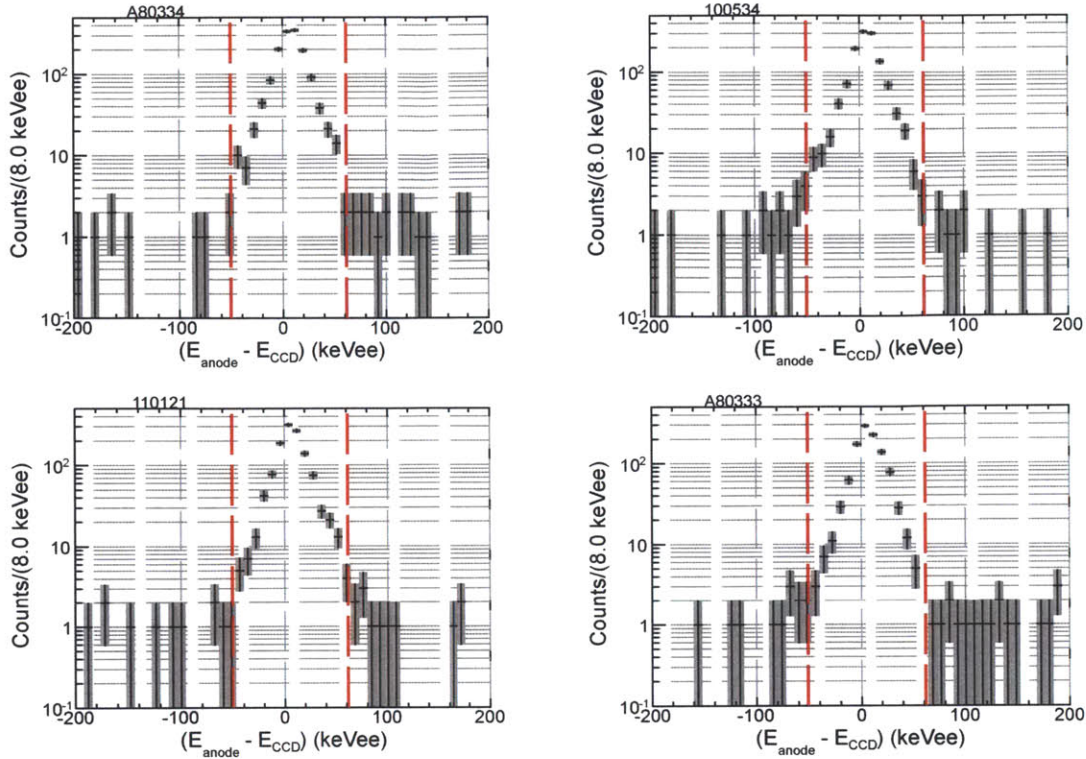 A80334
Counts/(8.0 keVee)
10²
10
1
10⁻¹
-200 -100 0 100 200
(E_anode - E_CCD) (keVee)
100534
Counts/(8.0 keVee)
10²
10
1
10⁻¹
-200 -100 0 100 200
(E_anode - E_CCD) (keVee)
110121
Counts/(8.0 keVee)
10²
10
1
10⁻¹
-200 -100 0 100 200
(E_anode - E_CCD) (keVee)
A80333
Counts/(8.0 keVee)
10²
10
1
10⁻¹
-200 -100 0 100 200
(E_anode - E_CCD) (keVee)